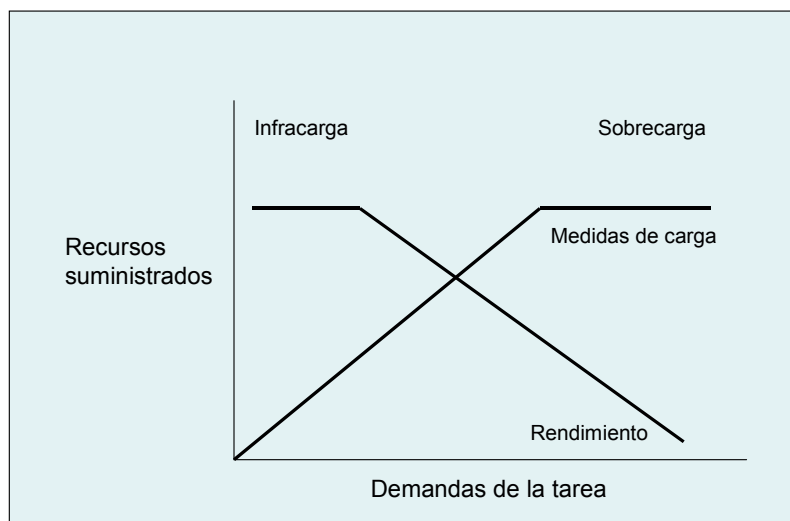 Infracarga
Sobrecarga
Medidas de carga
Recursos
suministrados
Rendimiento
Demandas de la tarea